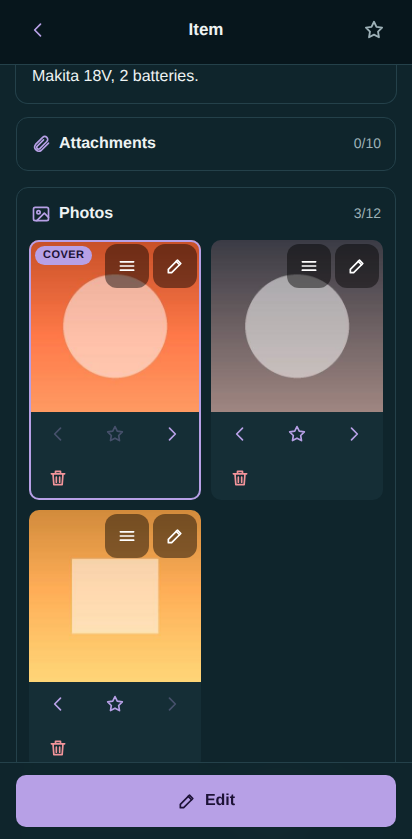 Item
Makita 18V, 2 batteries.
Attachments 0/10
Photos 3/12
COVER
Edit